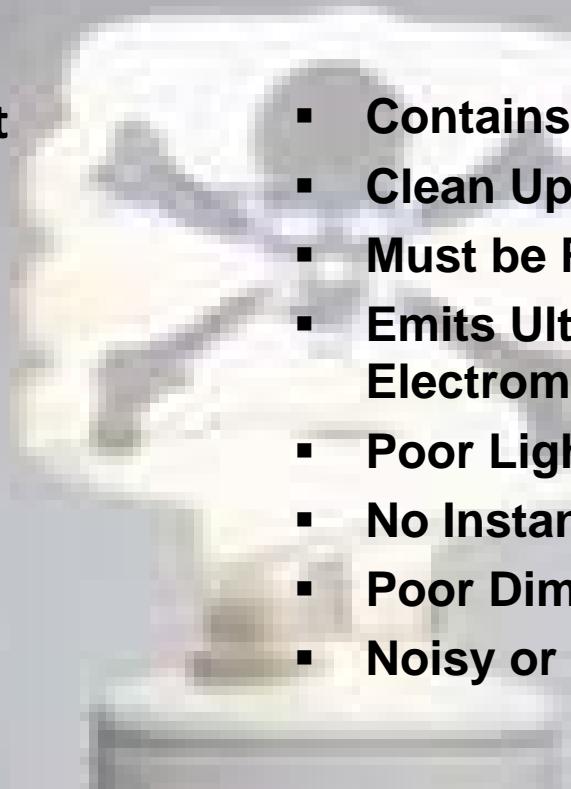 t
▪ Contains
▪ Clean Up
▪ Must be
▪ Emits Ult
Electrom
▪ Poor Ligh
▪ No Instan
▪ Poor Dim
▪ Noisy or